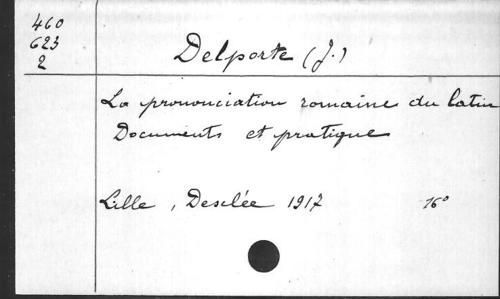 460
623
2
Delporte (J.)
La prononciation romaine du latin
Documents et pratique
Lille, Desclée 1917 16°